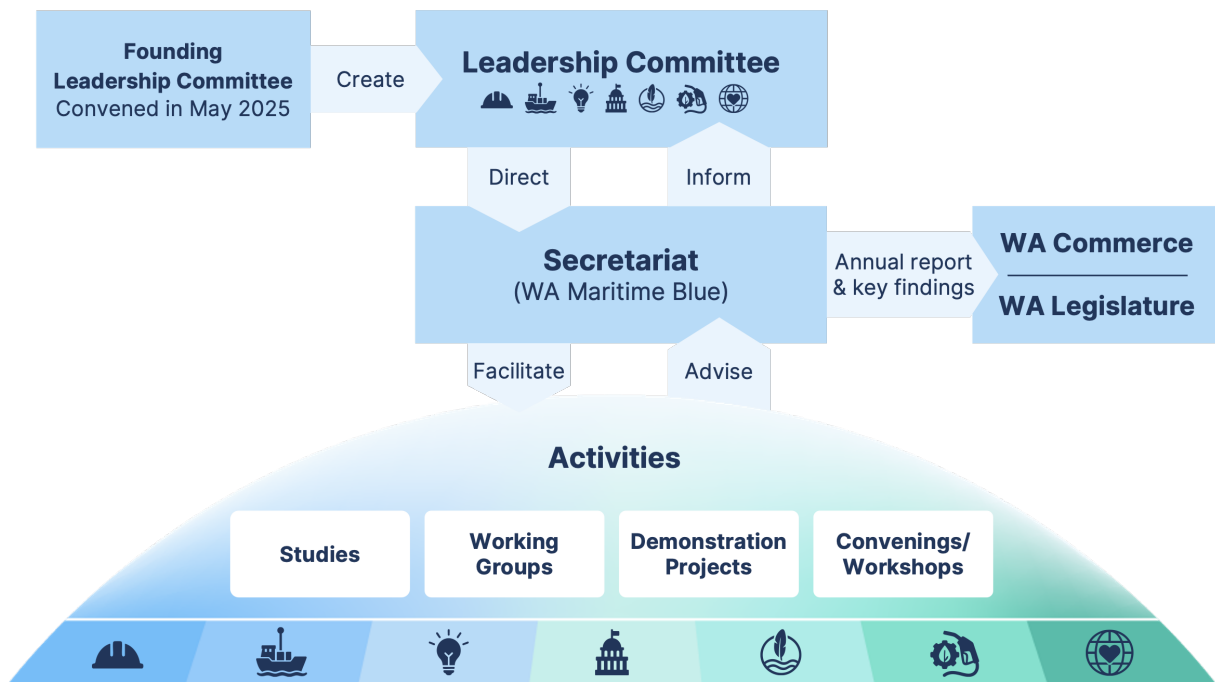 Founding
Leadership Committee
Convened in May 2025
Create
Leadership Committee
Direct
Inform
Secretariat
(WA Maritime Blue)
Annual report
& key findings
WA Commerce
WA Legislature
Facilitate
Advise
Activities
Studies
Working
Groups
Demonstration
Projects
Convenings/
Workshops